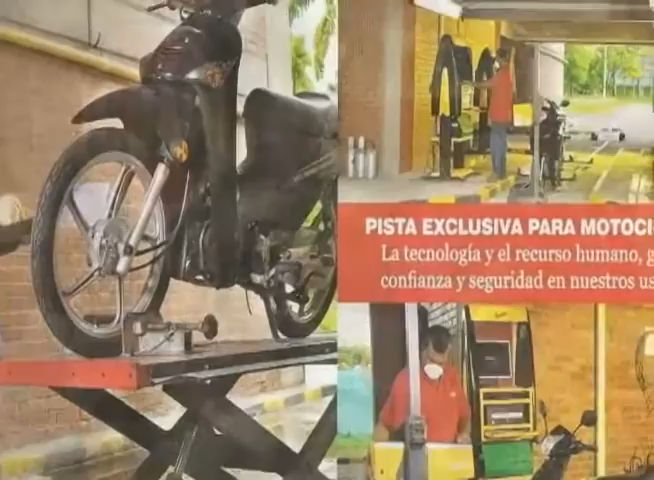 PISTA EXCLUSIVA PARA MOTOCI
La tecnología y el recurso humano, g
confianza y seguridad en nuestros us